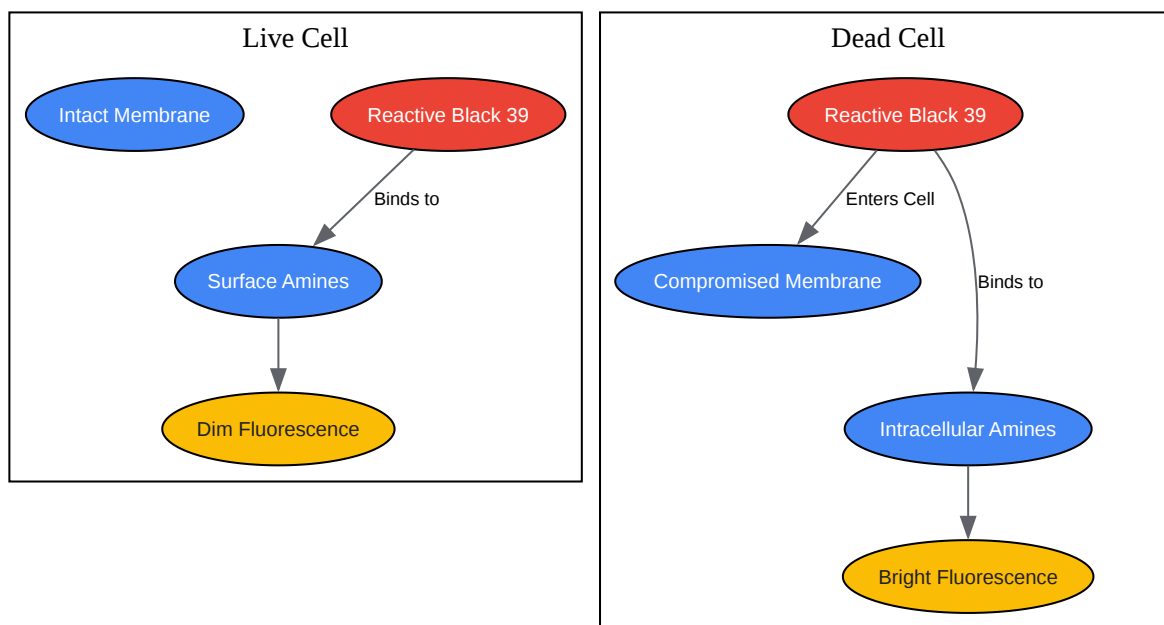 Live Cell
Intact Membrane
Reactive Black 39
Binds to
Surface Amines
Dim Fluorescence
Dead Cell
Reactive Black 39
Enters Cell
Compromised Membrane
Binds to
Intracellular Amines
Bright Fluorescence